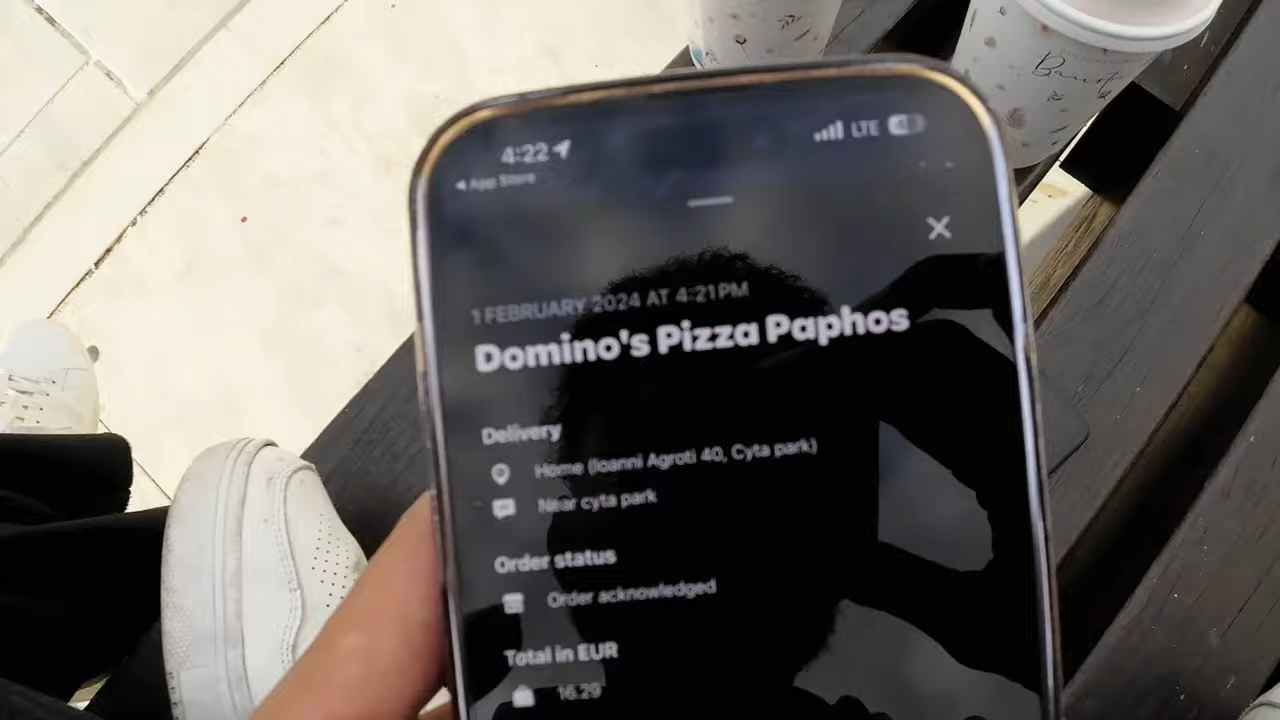 4:22
LTE
App Store
1 FEBRUARY 2024 AT 4:21PM
Domino's Pizza Paphos
Delivery
Home (Ioanni Agroti 40, Cyta park)
Near cyta park
Order status
Order acknowledged
Total in EUR
16.29